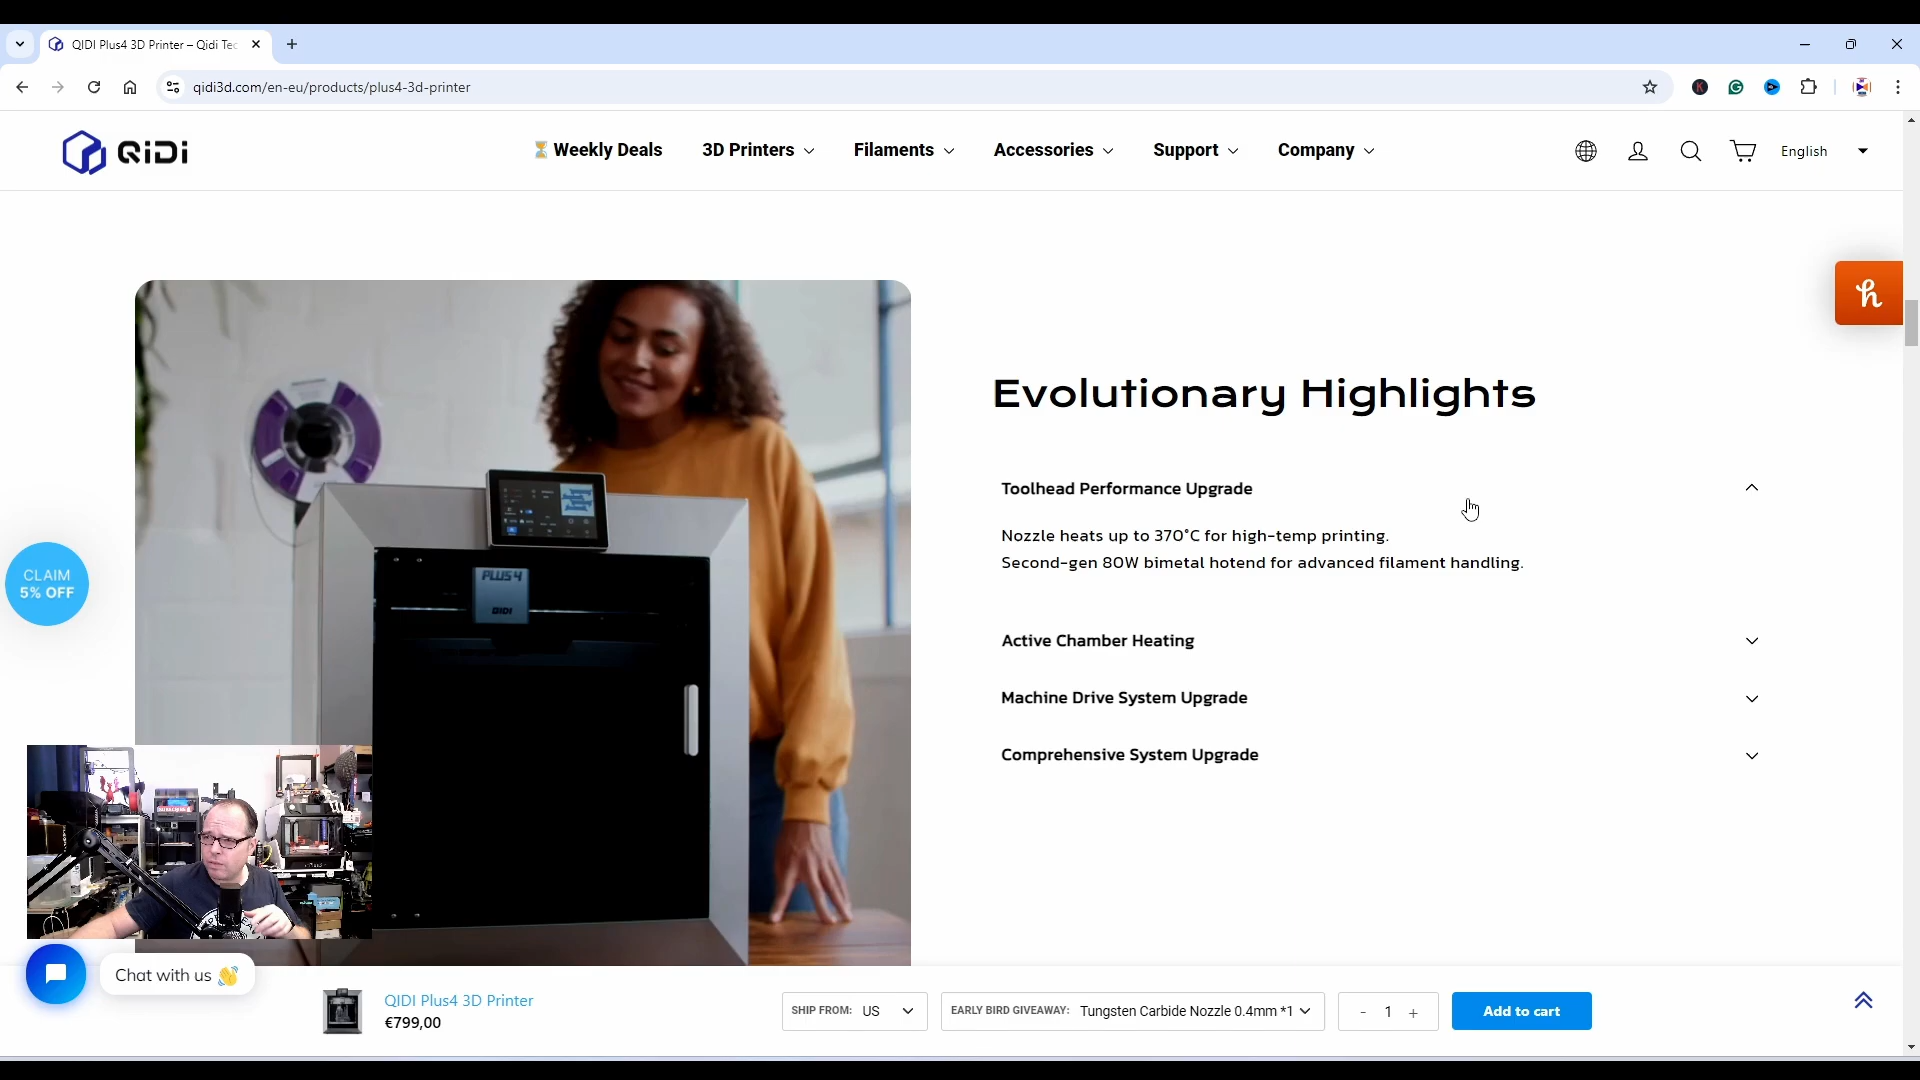 QIDI Plus4 3D Printer – Qidi Tec
qidi3d.com/en-eu/products/plus4-3d-printer
QIDI
⏳Weekly Deals
3D Printers
Filaments
Accessories
Support
Company
English
Evolutionary Highlights
Toolhead Performance Upgrade
Nozzle heats up to 370°C for high-temp printing.
Second-gen 80W bimetal hotend for advanced filament handling.
Active Chamber Heating
Machine Drive System Upgrade
Comprehensive System Upgrade
PLUS4
QIDI
CLAIM
5% OFF
Chat with us 👋
QIDI Plus4 3D Printer
€799,00
SHIP FROM: US
EARLY BIRD GIVEAWAY: Tungsten Carbide Nozzle 0.4mm *1
- 1 +
Add to cart